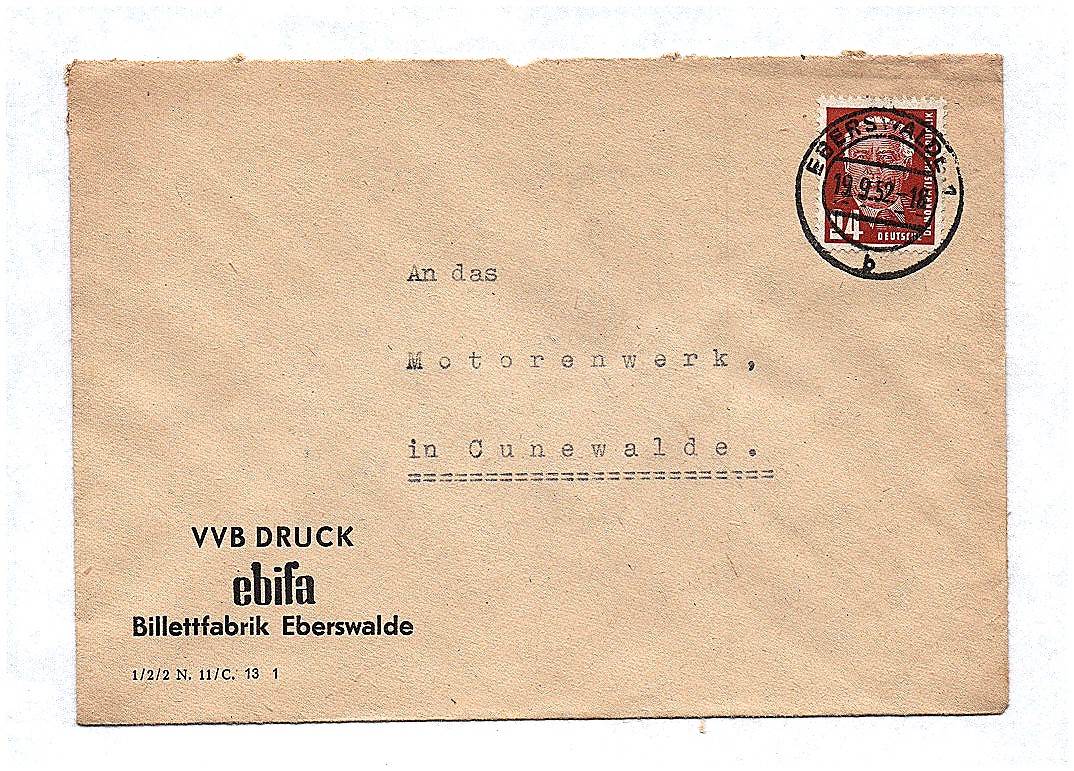 EBERSWALDE 1
19.9.52-18
b
24
DEUTSCHE
DEMOKRATISCHE REPUBLIK
An das
Motorenwerk,
in Cunewalde.
VVB DRUCK
ebifa
Billettfabrik Eberswalde
1/2/2 N. 11/C. 13 1